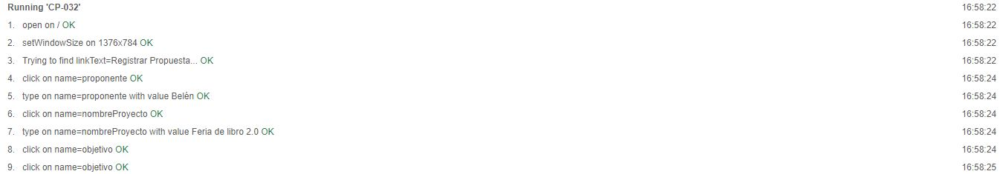 Running 'CP-032' 16:58:22
1. open on / OK 16:58:22
2. setWindowSize on 1376x784 OK 16:58:22
3. Trying to find linkText=Registrar Propuesta... OK 16:58:22
4. click on name=proponente OK 16:58:24
5. type on name=proponente with value Belén OK 16:58:24
6. click on name=nombreProyecto OK 16:58:24
7. type on name=nombreProyecto with value Feria de libro 2.0 OK 16:58:24
8. click on name=objetivo OK 16:58:24
9. click on name=objetivo OK 16:58:25